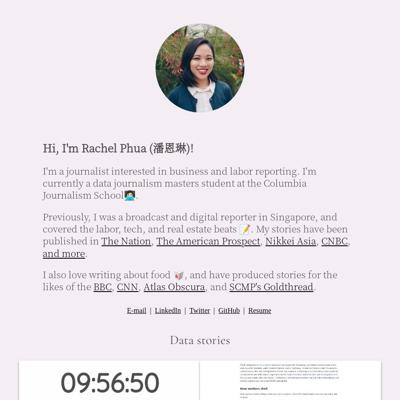 Hi, I'm Rachel Phua (潘恩琳)!
I'm a journalist interested in business and labor reporting. I'm
currently a data journalism masters student at the Columbia
Journalism School👩🏻‍💻.
Previously, I was a broadcast and digital reporter in Singapore, and
covered the labor, tech, and real estate beats 📝. My stories have been
published in The Nation, The American Prospect, Nikkei Asia, CNBC,
and more.
I also love writing about food 🥡, and have produced stories for the
likes of the BBC, CNN, Atlas Obscura, and SCMP's Goldthread.
E-mail | LinkedIn | Twitter | GitHub | Resume
Data stories
09:56:50